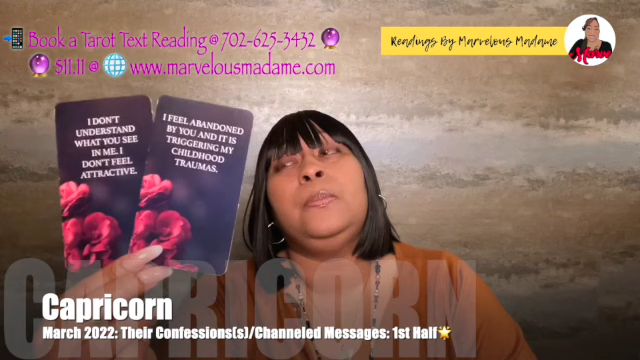 Book a Tarot Text Reading @ 702-625-3432
$11.11 @ www.marvelousmadame.com
Readings By Marvelous Madame
Marve
I DON'T
UNDERSTAND
WHAT YOU SEE
IN ME. I
DON'T FEEL
ATTRACTIVE.
I FEEL ABANDONED
BY YOU AND IT IS
TRIGGERING MY
CHILDHOOD
TRAUMAS.
CAPRICORN
Capricorn
March 2022: Their Confessions(s)/Channeled Messages: 1st Half🌟